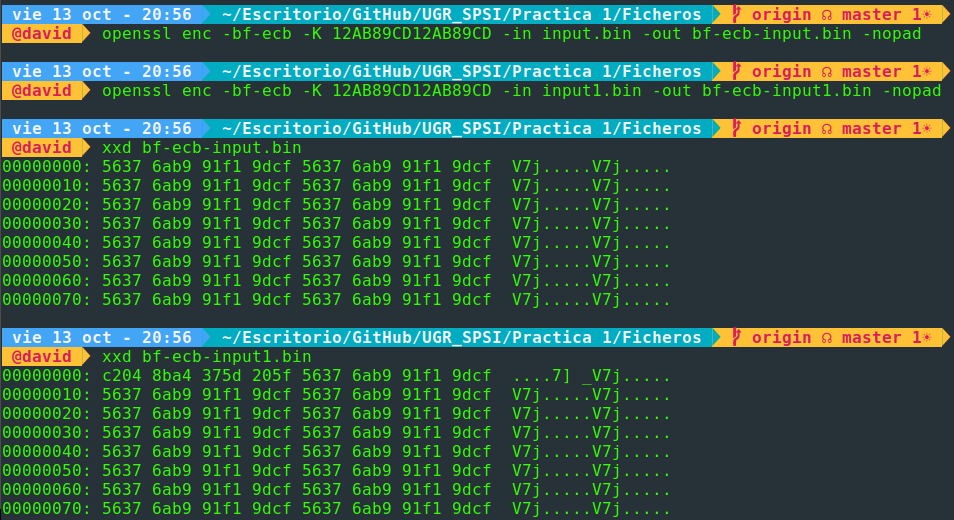 vie 13 oct - 20:56 ~/Escritorio/GitHub/UGR_SPSI/Practica 1/Ficheros origin ☊ master 1☀
@david openssl enc -bf-ecb -K 12AB89CD12AB89CD -in input.bin -out bf-ecb-input.bin -nopad
vie 13 oct - 20:56 ~/Escritorio/GitHub/UGR_SPSI/Practica 1/Ficheros origin ☊ master 1☀
@david openssl enc -bf-ecb -K 12AB89CD12AB89CD -in input1.bin -out bf-ecb-input1.bin -nopad
vie 13 oct - 20:56 ~/Escritorio/GitHub/UGR_SPSI/Practica 1/Ficheros origin ☊ master 1☀
@david xxd bf-ecb-input.bin
00000000: 5637 6ab9 91f1 9dcf 5637 6ab9 91f1 9dcf V7j.....V7j.....
00000010: 5637 6ab9 91f1 9dcf 5637 6ab9 91f1 9dcf V7j.....V7j.....
00000020: 5637 6ab9 91f1 9dcf 5637 6ab9 91f1 9dcf V7j.....V7j.....
00000030: 5637 6ab9 91f1 9dcf 5637 6ab9 91f1 9dcf V7j.....V7j.....
00000040: 5637 6ab9 91f1 9dcf 5637 6ab9 91f1 9dcf V7j.....V7j.....
00000050: 5637 6ab9 91f1 9dcf 5637 6ab9 91f1 9dcf V7j.....V7j.....
00000060: 5637 6ab9 91f1 9dcf 5637 6ab9 91f1 9dcf V7j.....V7j.....
00000070: 5637 6ab9 91f1 9dcf 5637 6ab9 91f1 9dcf V7j.....V7j.....
vie 13 oct - 20:56 ~/Escritorio/GitHub/UGR_SPSI/Practica 1/Ficheros origin ☊ master 1☀
@david xxd bf-ecb-input1.bin
00000000: c204 8ba4 375d 205f 5637 6ab9 91f1 9dcf ....7] _V7j.....
00000010: 5637 6ab9 91f1 9dcf 5637 6ab9 91f1 9dcf V7j.....V7j.....
00000020: 5637 6ab9 91f1 9dcf 5637 6ab9 91f1 9dcf V7j.....V7j.....
00000030: 5637 6ab9 91f1 9dcf 5637 6ab9 91f1 9dcf V7j.....V7j.....
00000040: 5637 6ab9 91f1 9dcf 5637 6ab9 91f1 9dcf V7j.....V7j.....
00000050: 5637 6ab9 91f1 9dcf 5637 6ab9 91f1 9dcf V7j.....V7j.....
00000060: 5637 6ab9 91f1 9dcf 5637 6ab9 91f1 9dcf V7j.....V7j.....
00000070: 5637 6ab9 91f1 9dcf 5637 6ab9 91f1 9dcf V7j.....V7j.....